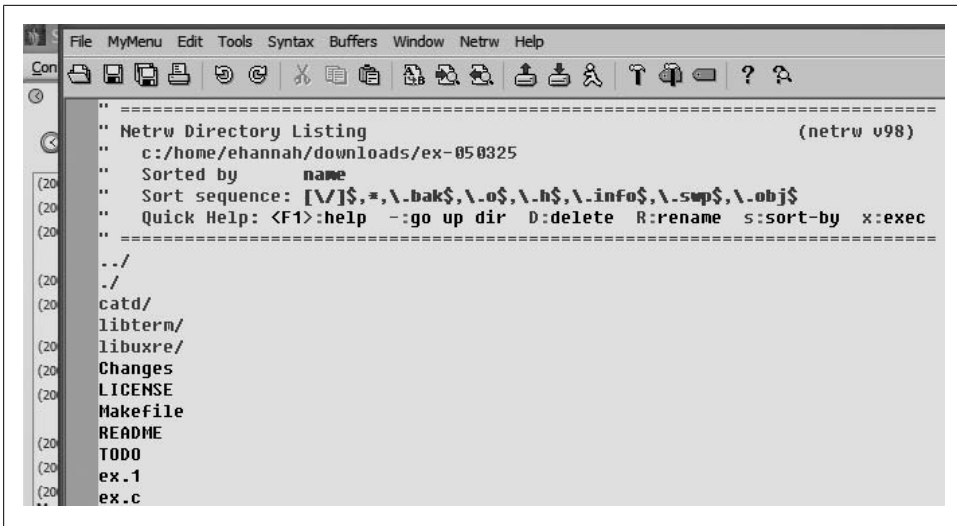 File MyMenu Edit Tools Syntax Buffers Window Netrw Help
" ==============================================================================
" Netrw Directory Listing (netrw v98)
" c:/home/ehannah/downloads/ex-050325
" Sorted by name
" Sort sequence: [\/]$,*,\.bak$,\.o$,\.h$,\.info$,\.swp$,\.obj$
" Quick Help: <F1>:help -:go up dir D:delete R:rename s:sort-by x:exec
" ==============================================================================
../
./
catd/
libterm/
libuxre/
Changes
LICENSE
Makefile
README
TODO
ex.1
ex.c